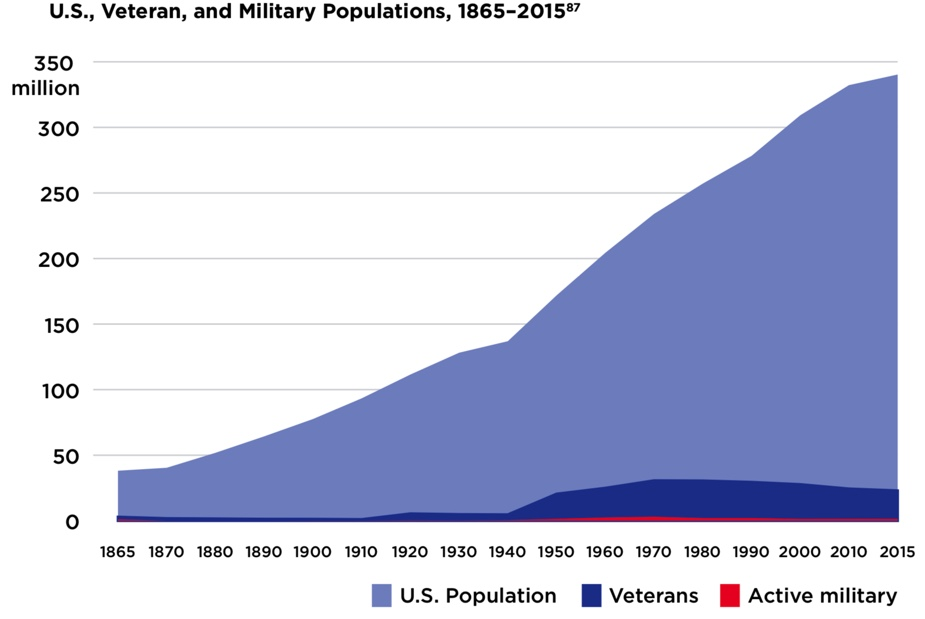 U.S., Veteran, and Military Populations, 1865–2015⁸⁷
350
million
300
250
200
150
100
50
0
1865 1870 1880 1890 1900 1910 1920 1930 1940 1950 1960 1970 1980 1990 2000 2010 2015
U.S. Population Veterans Active military